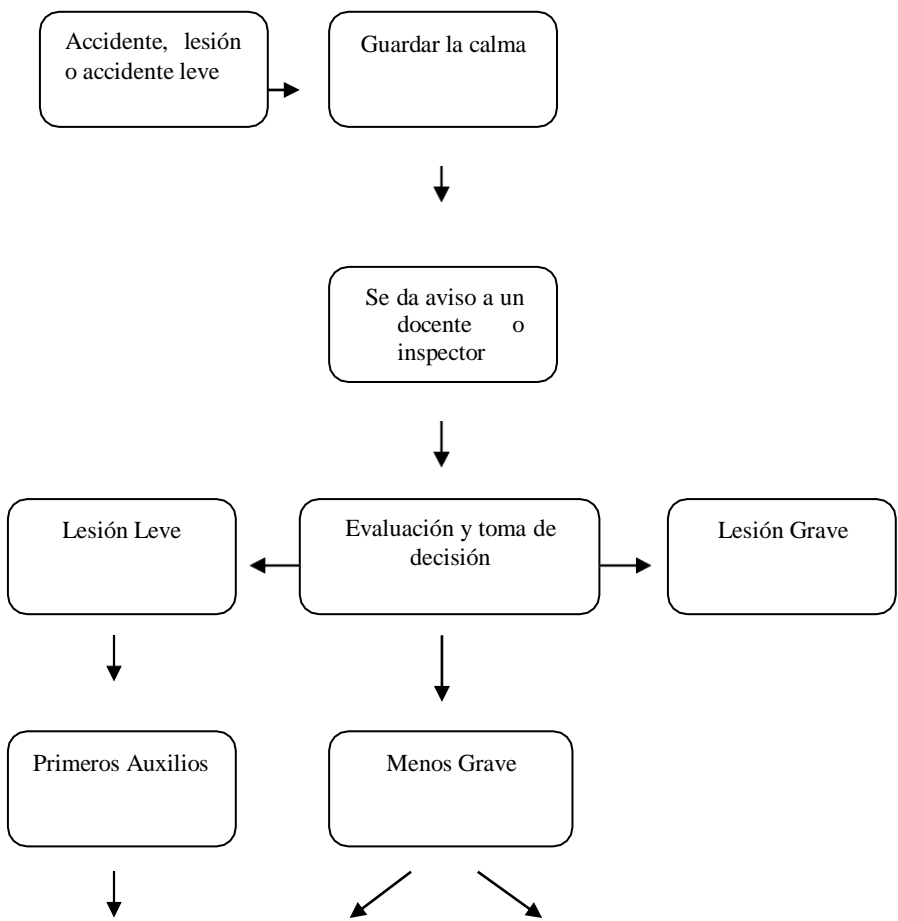 Accidente, lesión
o accidente leve
Guardar la calma
Se da aviso a un
docente o
inspector
Lesión Leve
Evaluación y toma de
decisión
Lesión Grave
Primeros Auxilios
Menos Grave